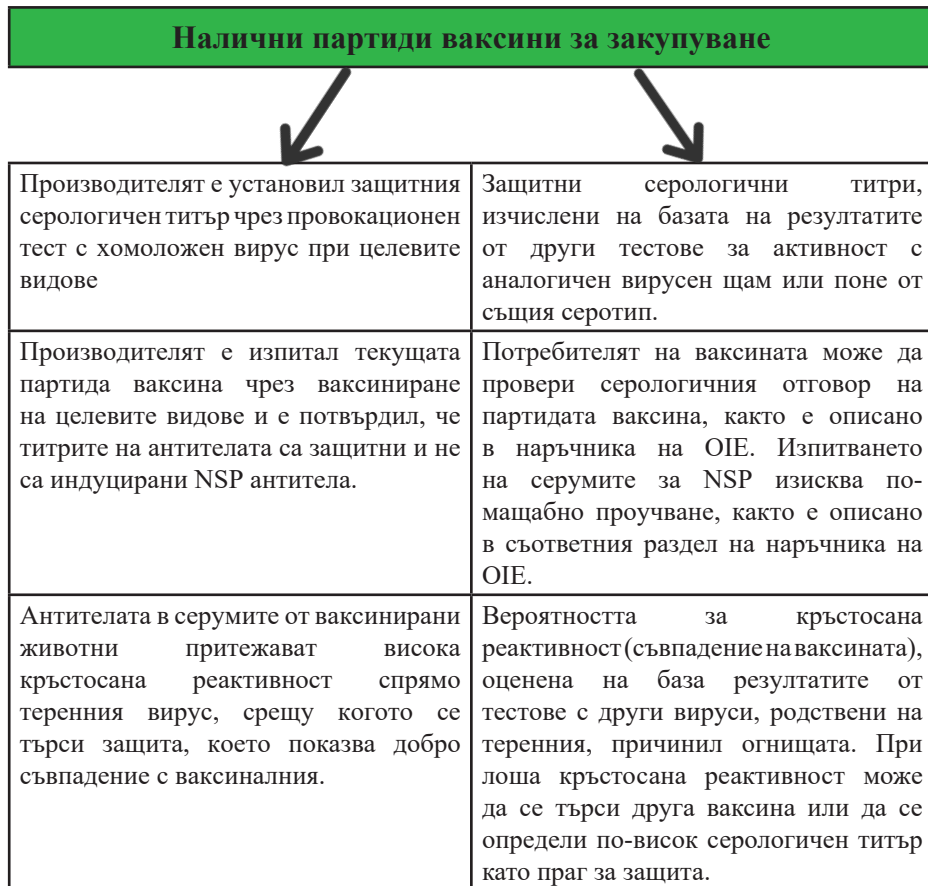 Налични партиди ваксини за закупуване
Производителят е установил защитния
серологичен титър чрез провокационен
тест с хомоложен вирус при целевите
видове
Защитни серологични титри,
изчислени на базата на резултатите
от други тестове за активност с
аналогичен вирусен щам или поне от
същия серотип.
Производителят е изпитал текущата
партида ваксина чрез ваксиниране
на целевите видове и е потвърдил, че
титрите на антителата са защитни и не
са индуцирани NSP антитела.
Потребителят на ваксината може да
провери серологичния отговор на
партидата ваксина, както е описано
в наръчника на OIE. Изпитването
на серумите за NSP изисква по-
мащабно проучване, както е описано
в съответния раздел на наръчника на
OIE.
Антителата в серумите от ваксинирани
животни притежават висока
кръстосана реактивност спрямо
теренния вирус, срещу когото се
търси защита, което показва добро
съвпадение с ваксиналния.
Вероятността за кръстосана
реактивност (съвпадение на ваксината),
оценена на база резултатите от
тестове с други вируси, родствени на
теренния, причинил огнищата. При
лоша кръстосана реактивност може
да се търси друга ваксина или да се
определи по-висок серологичен титър
като праг за защита.